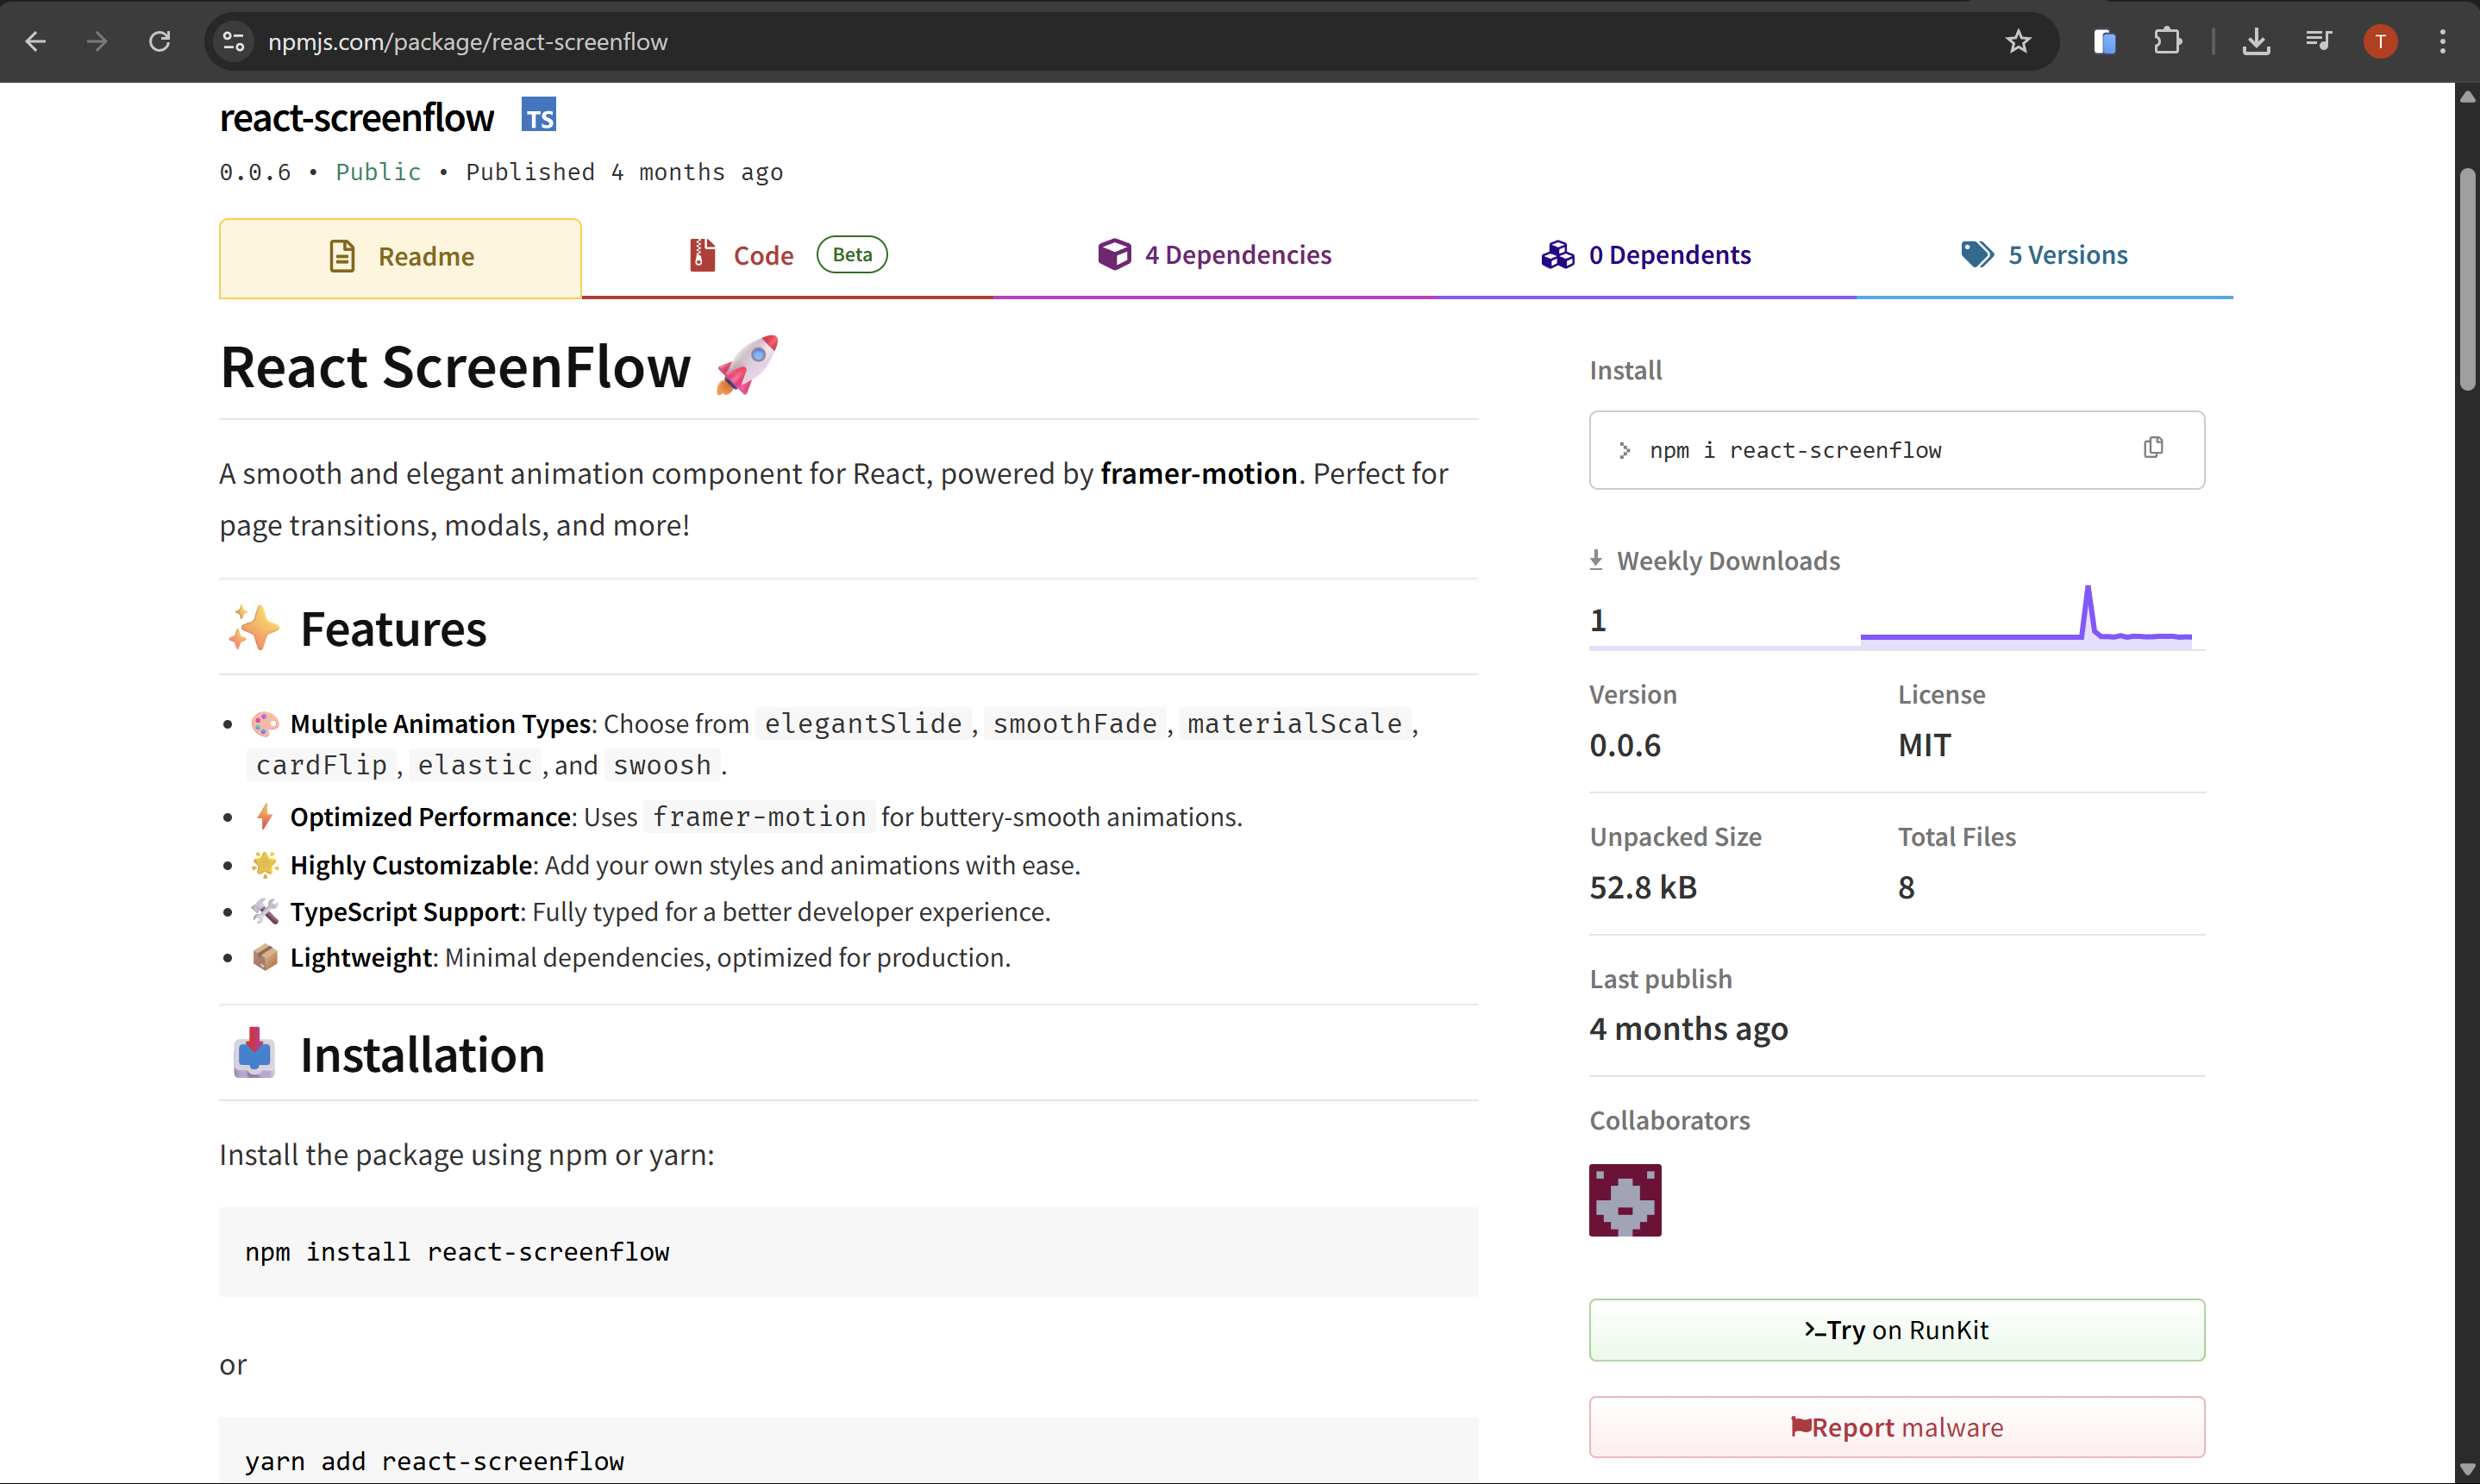 npmjs.com/package/react-screenflow
T
react-screenflow TS
0.0.6 • Public • Published 4 months ago
Readme
Code Beta
4 Dependencies
0 Dependents
5 Versions
React ScreenFlow 🚀
A smooth and elegant animation component for React, powered by framer-motion. Perfect for
page transitions, modals, and more!
✨ Features
• 🎨 Multiple Animation Types: Choose from elegantSlide, smoothFade, materialScale,
cardFlip, elastic, and swoosh.
• ⚡ Optimized Performance: Uses framer-motion for buttery-smooth animations.
• 🌟 Highly Customizable: Add your own styles and animations with ease.
• 🛠 TypeScript Support: Fully typed for a better developer experience.
• 📦 Lightweight: Minimal dependencies, optimized for production.
📥 Installation
Install the package using npm or yarn:
npm install react-screenflow
or
yarn add react-screenflow
Install
> npm i react-screenflow
Weekly Downloads
1
Version
0.0.6
License
MIT
Unpacked Size
52.8 kB
Total Files
8
Last publish
4 months ago
Collaborators
>_Try on RunKit
Report malware